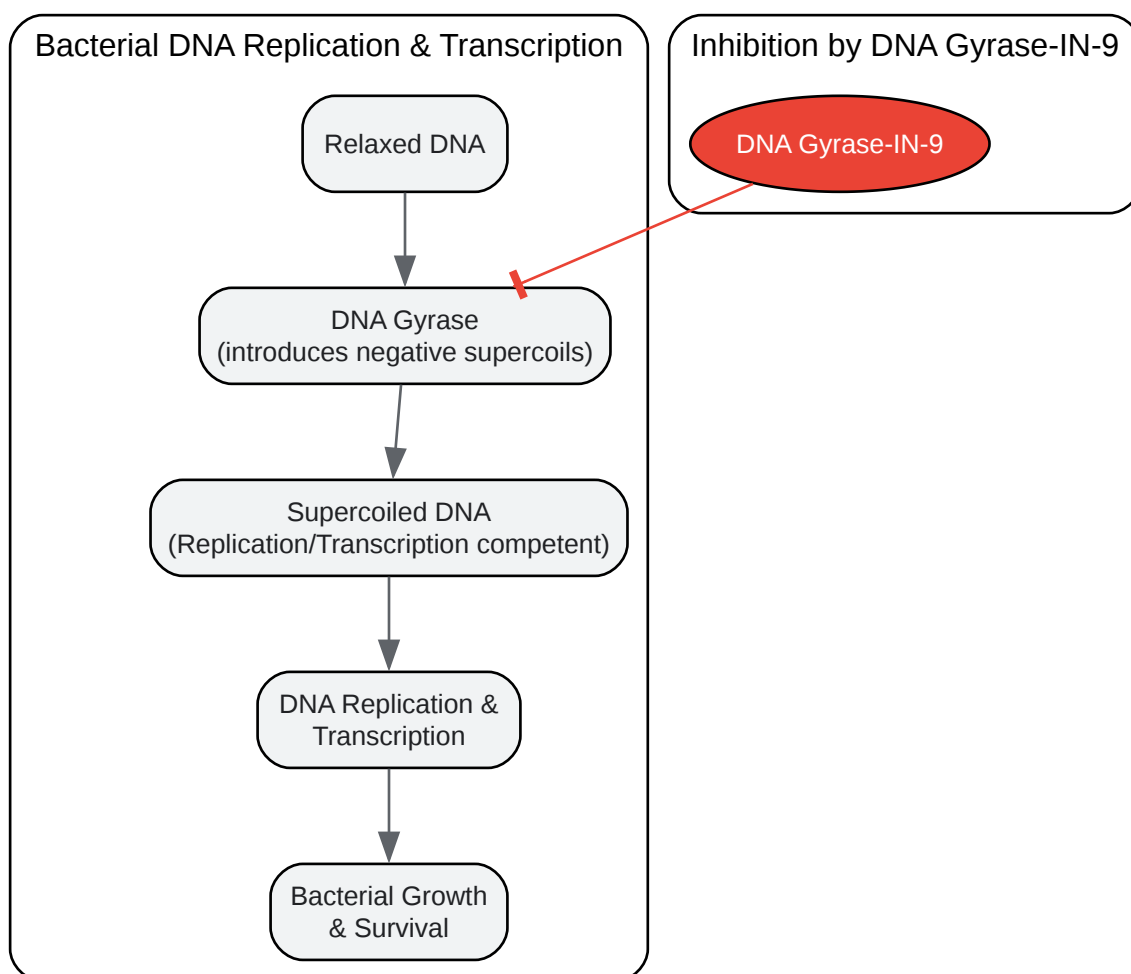 Bacterial DNA Replication & Transcription
Relaxed DNA
DNA Gyrase
(introduces negative supercoils)
Supercoiled DNA
(Replication/Transcription competent)
DNA Replication &
Transcription
Bacterial Growth
& Survival
Inhibition by DNA Gyrase-IN-9
DNA Gyrase-IN-9